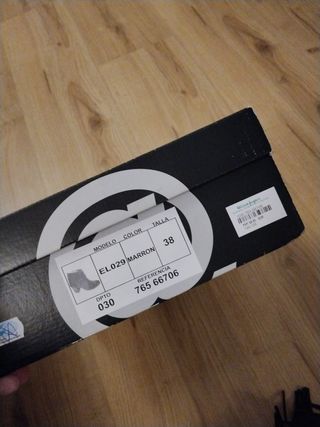 MODELO COLOR TALLA
EL029 MARRON 38
DPTO REFERENCIA
030 765 66706